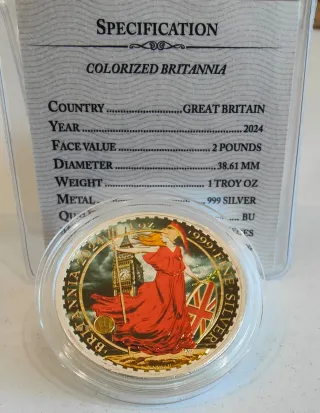 SPECIFICATION
COLORIZED BRITANNIA
COUNTRY ........................ GREAT BRITAIN
YEAR ............................................. 2024
FACE VALUE ............................ 2 POUNDS
DIAMETER ............................ 38.61 MM
WEIGHT ............................ 1 TROY OZ
METAL ............................ .999 SILVER
BU
BRITANNIA 999 FINE SILVER